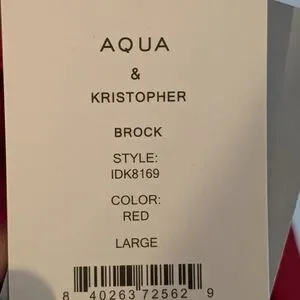 AQUA
&
KRISTOPHER
BROCK
STYLE:
IDK8169
COLOR:
RED
LARGE
8 40263 72562 9